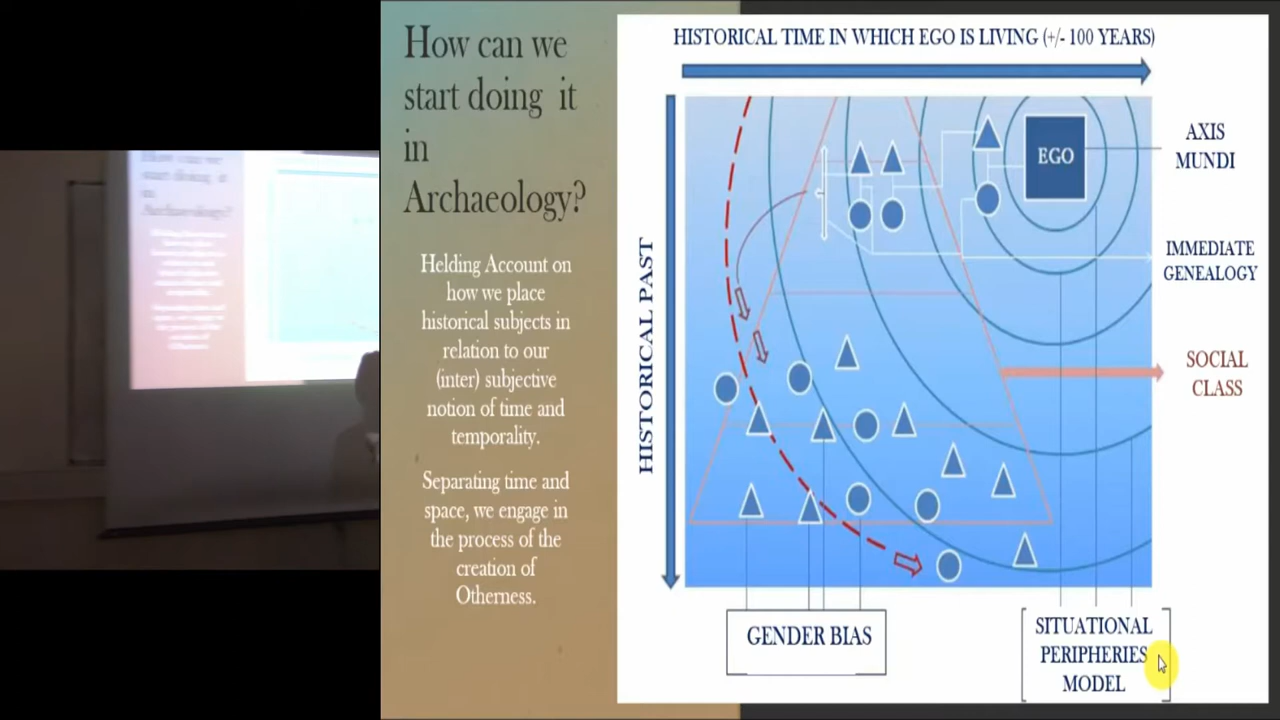 How can we
start doing it
in
Archaeology?
Helding Account on
how we place
historical subjects in
relation to our
(inter) subjective
notion of time and
temporality.
Separating time and
space, we engage in
the process of the
creation of
Otherness.
HISTORICAL TIME IN WHICH EGO IS LIVING (+/- 100 YEARS)
HISTORICAL PAST
EGO
AXIS
MUNDI
IMMEDIATE
GENEALOGY
SOCIAL
CLASS
GENDER BIAS
SITUATIONAL
PERIPHERIES
MODEL